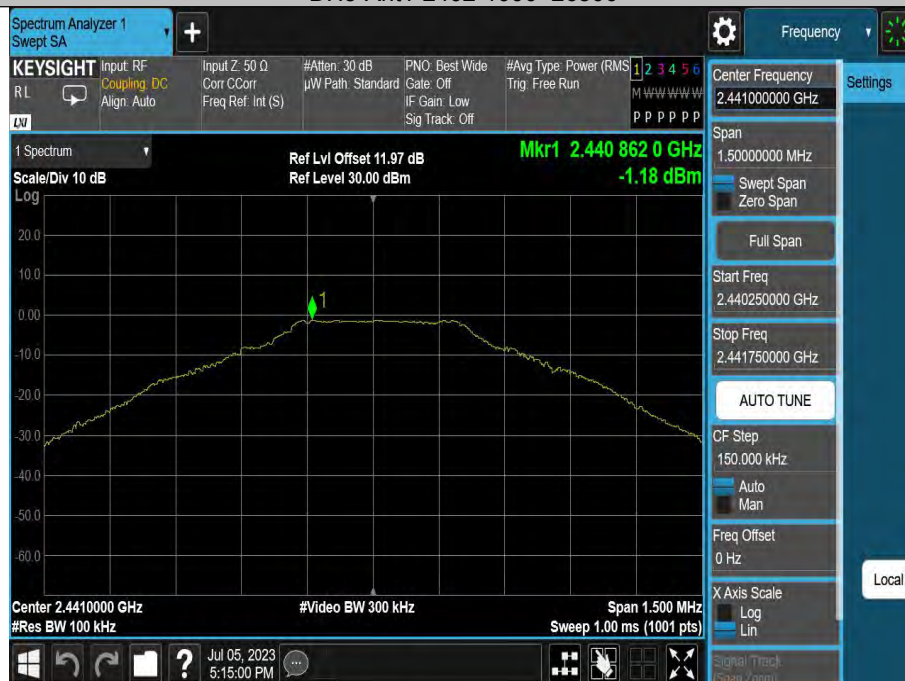 Spectrum Analyzer 1
Swept SA
Frequency
KEYSIGHT
RL
LXI
Input: RF
Coupling: DC
Align: Auto
Input Z: 50 Ω
Corr CCorr
Freq Ref: Int (S)
#Atten: 30 dB
µW Path: Standard
PNO: Best Wide
Gate: Off
IF Gain: Low
Sig Track: Off
#Avg Type: Power (RMS
Trig: Free Run
1 2 3 4 5 6
M W W W W W
P P P P P P
Center Frequency
2.441000000 GHz
Settings
1 Spectrum
Scale/Div 10 dB
Ref Lvl Offset 11.97 dB
Ref Level 30.00 dBm
Mkr1 2.440 862 0 GHz
-1.18 dBm
Log
20.0
10.0
0.00
-10.0
-20.0
-30.0
-40.0
-50.0
-60.0
1
Span
1.50000000 MHz
Swept Span
Zero Span
Full Span
Start Freq
2.440250000 GHz
Stop Freq
2.441750000 GHz
AUTO TUNE
CF Step
150.000 kHz
Auto
Man
Freq Offset
0 Hz
X Axis Scale
Log
Lin
Signal Track
(Span Zoom)
Local
Center 2.4410000 GHz
#Res BW 100 kHz
#Video BW 300 kHz
Span 1.500 MHz
Sweep 1.00 ms (1001 pts)
Jul 05, 2023
5:15:00 PM